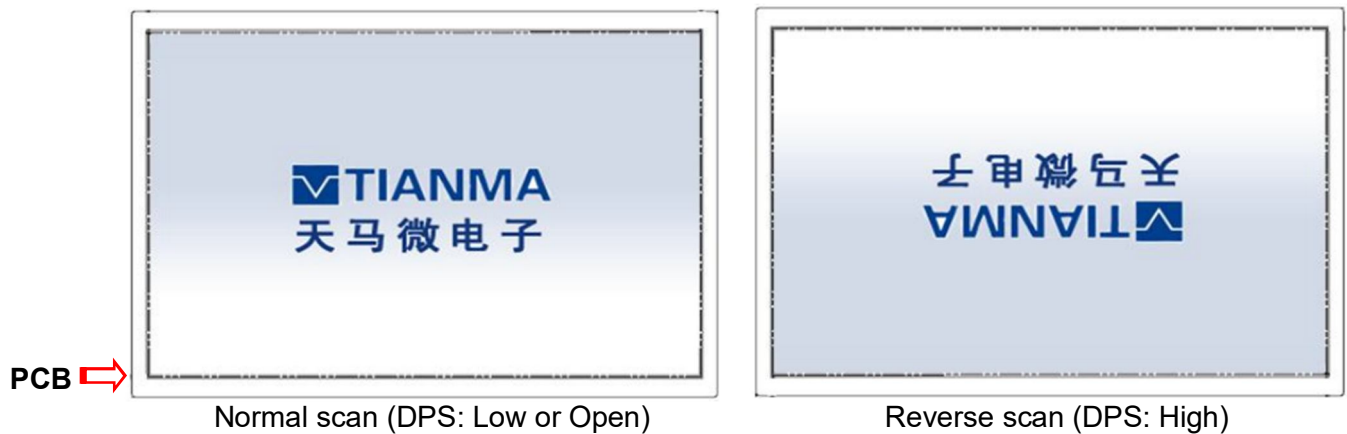 TIANMA
天马微电子
天马微电子
TIANMA
PCB
Normal scan (DPS: Low or Open)
Reverse scan (DPS: High)